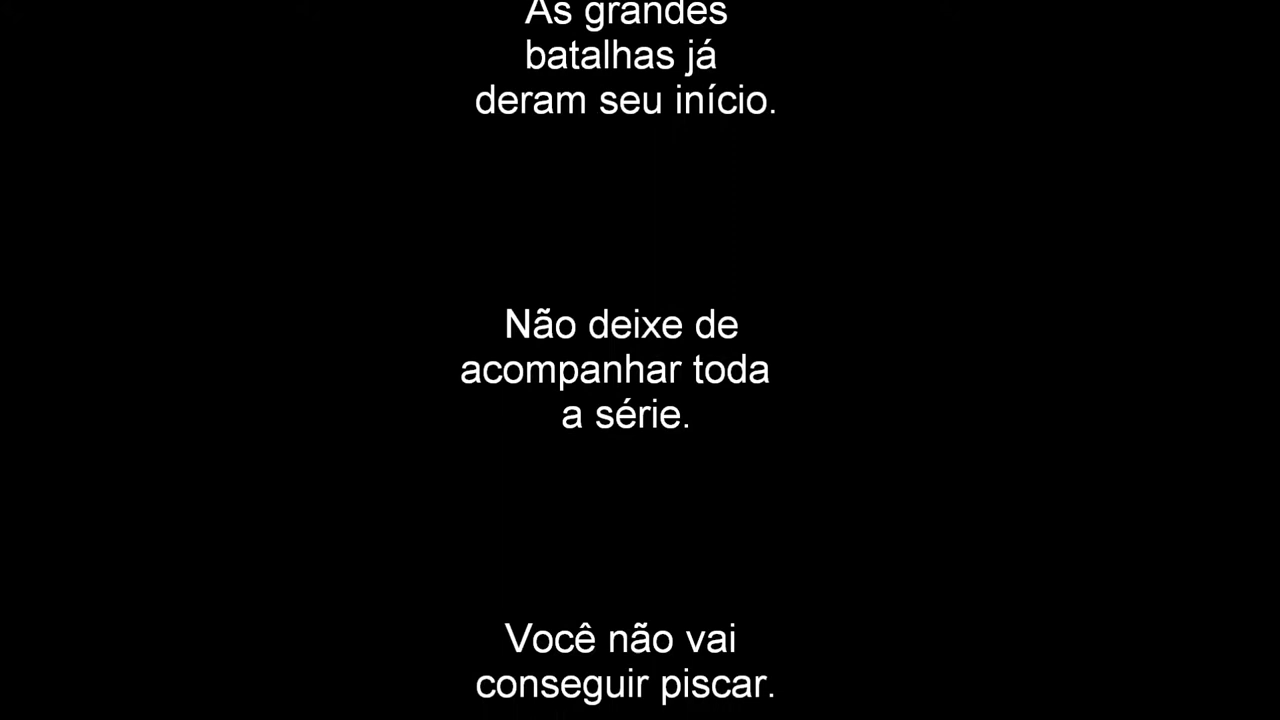 As grandes
batalhas já
deram seu início.
Não deixe de
acompanhar toda
a série.
Você não vai
conseguir piscar.